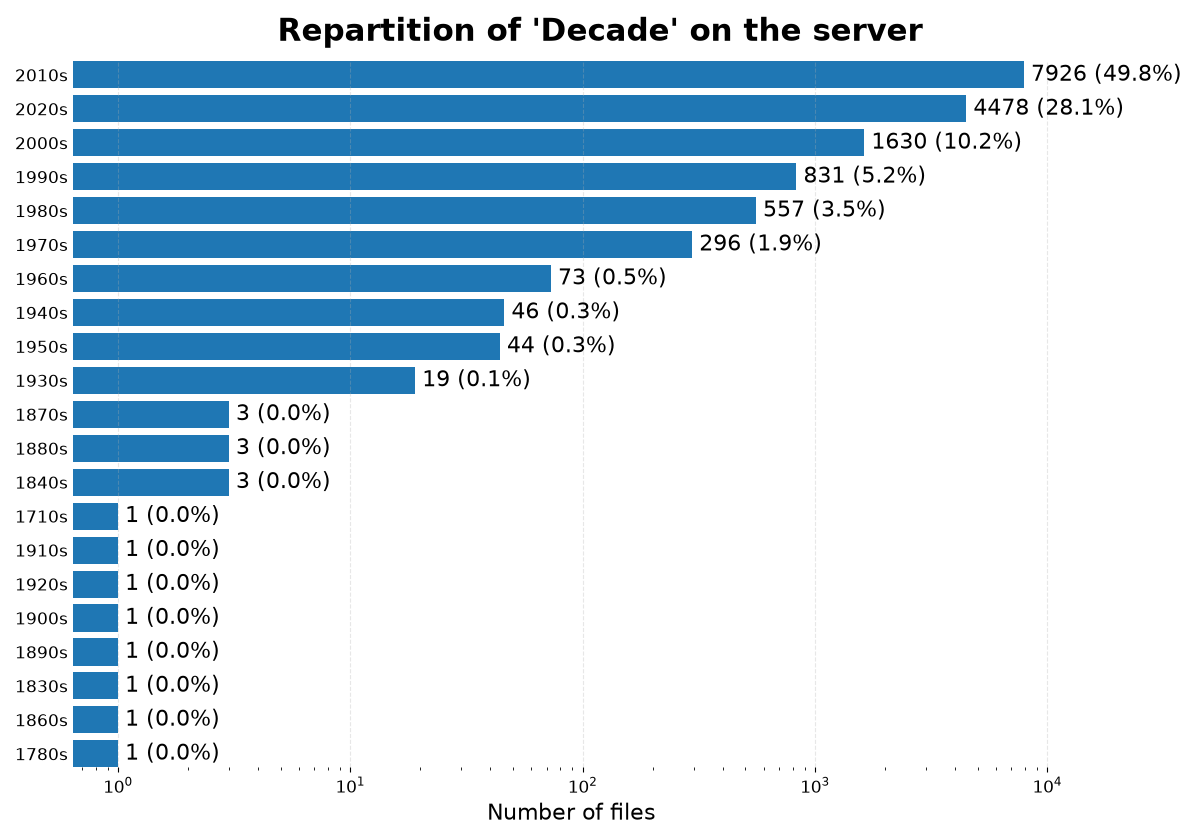 Repartition of 'Decade' on the server
2010s 7926 (49.8%)
2020s 4478 (28.1%)
2000s 1630 (10.2%)
1990s 831 (5.2%)
1980s 557 (3.5%)
1970s 296 (1.9%)
1960s 73 (0.5%)
1940s 46 (0.3%)
1950s 44 (0.3%)
1930s 19 (0.1%)
1870s 3 (0.0%)
1880s 3 (0.0%)
1840s 3 (0.0%)
1710s 1 (0.0%)
1910s 1 (0.0%)
1920s 1 (0.0%)
1900s 1 (0.0%)
1890s 1 (0.0%)
1830s 1 (0.0%)
1860s 1 (0.0%)
1780s 1 (0.0%)
10⁰ 10¹ 10² 10³ 10⁴
Number of files